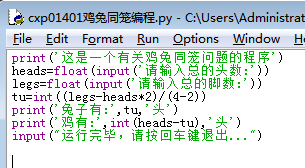 cxp01401鸡兔同笼编程.py - C:\Users\Administrat
File Edit Format Run Options Window Help
print('这是一个有关鸡兔同笼问题的程序')
heads=float(input('请输入总的头数:'))
legs=float(input('请输入总的脚数:'))
tu=int((legs-heads*2)/(4-2))
print('兔子有:',tu,'头')
print('鸡有:',int(heads-tu),'头')
input("运行完毕，请按回车键退出...")